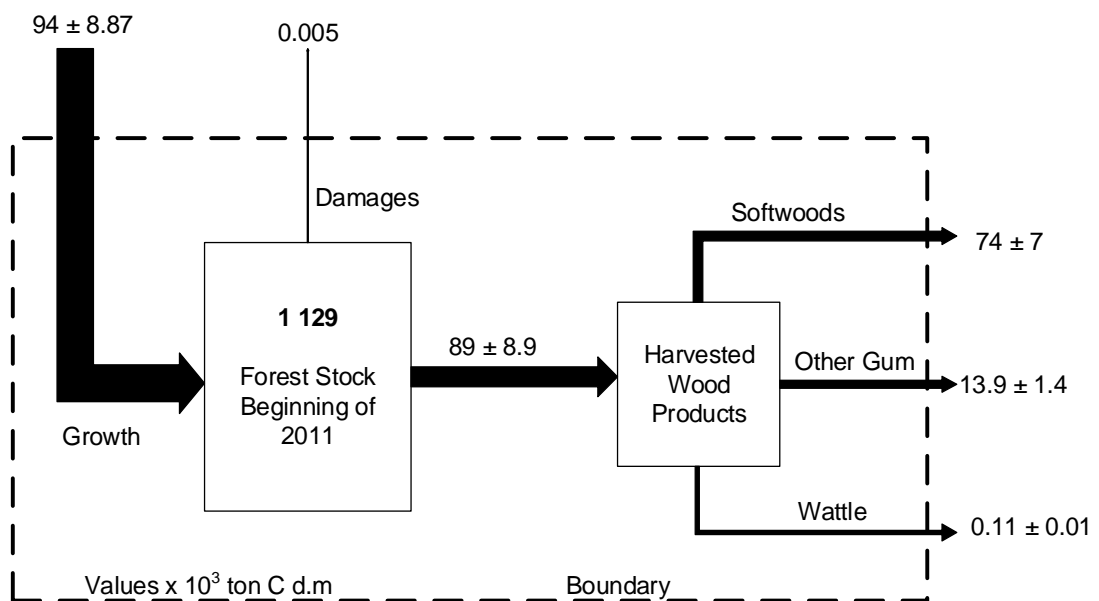 94 ± 8.87
0.005
Damages
Softwoods
74 ± 7
1 129
Forest Stock
Beginning of
2011
89 ± 8.9
Harvested
Wood
Products
Other Gum
13.9 ± 1.4
Growth
Wattle
0.11 ± 0.01
Values x 10³ ton C d.m
Boundary